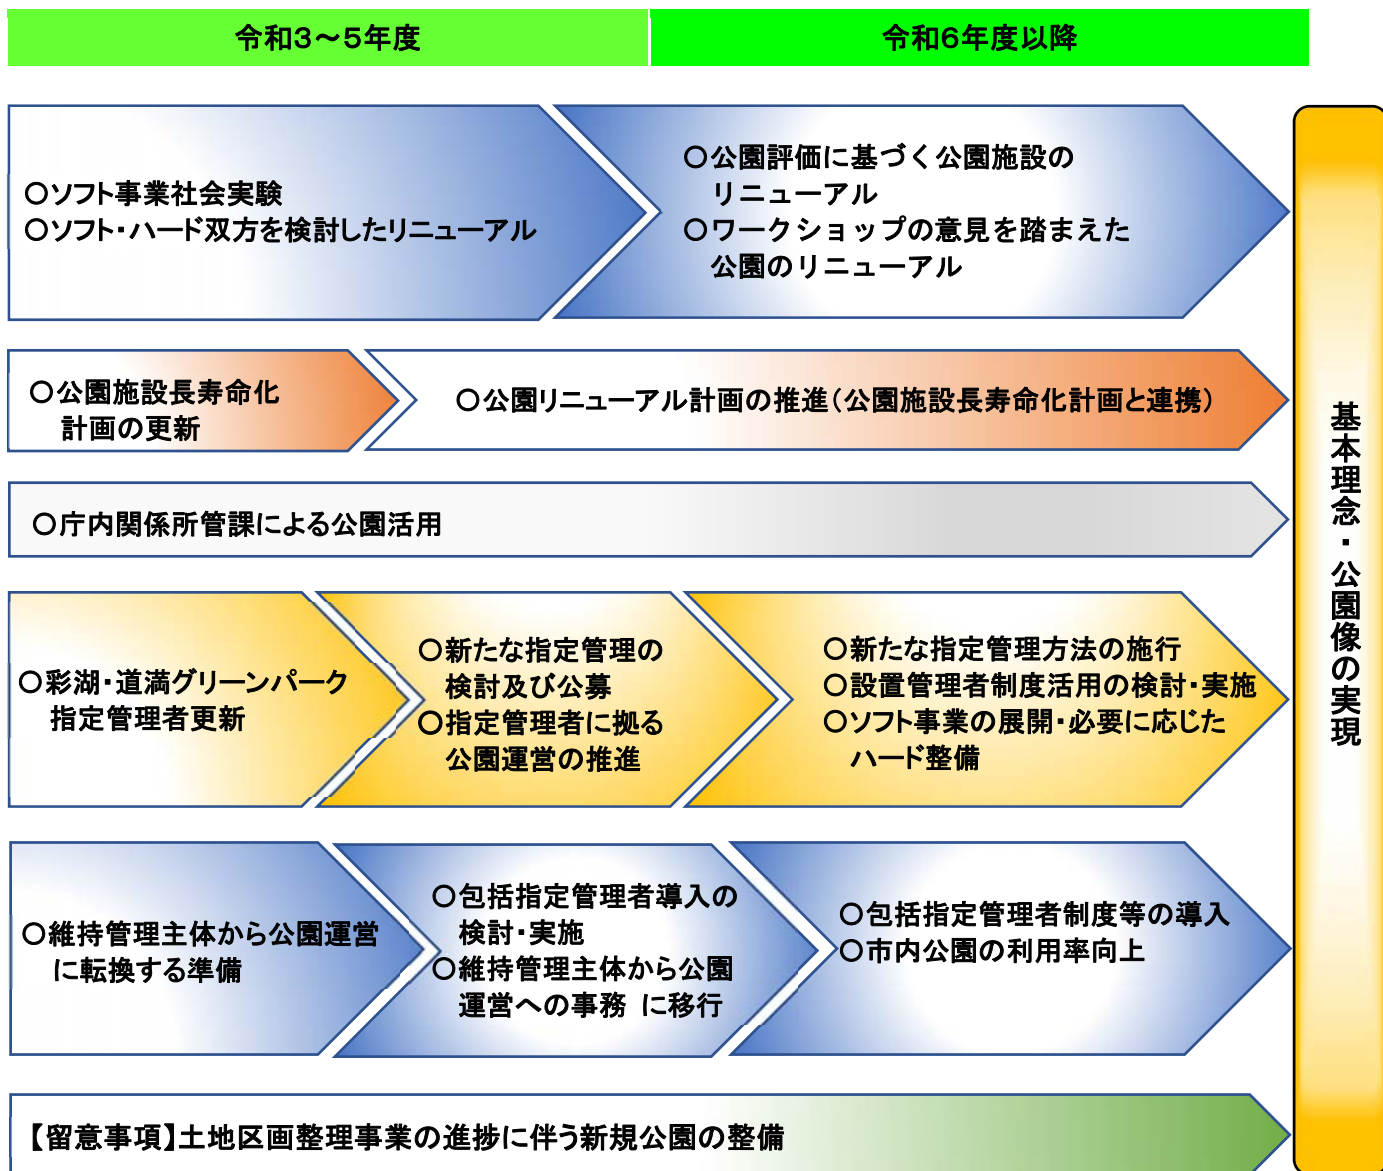 令和3～5年度
令和6年度以降
○ソフト事業社会実験
○ソフト・ハード双方を検討したリニューアル
○公園評価に基づく公園施設の
リニューアル
○ワークショップの意見を踏まえた
公園のリニューアル
○公園施設長寿命化
計画の更新
○公園リニューアル計画の推進（公園施設長寿命化計画と連携）
○庁内関係所管課による公園活用
○彩湖・道満グリーンパーク
指定管理者更新
○新たな指定管理の
検討及び公募
○指定管理者に拠る
公園運営の推進
○新たな指定管理方法の施行
○設置管理者制度活用の検討・実施
○ソフト事業の展開・必要に応じた
ハード整備
○維持管理主体から公園運営
に転換する準備
○包括指定管理者導入の
検討・実施
○維持管理主体から公園
運営への事務 に移行
○包括指定管理者制度等の導入
○市内公園の利用率向上
【留意事項】土地区画整理事業の進捗に伴う新規公園の整備
基本理念・公園像の実現